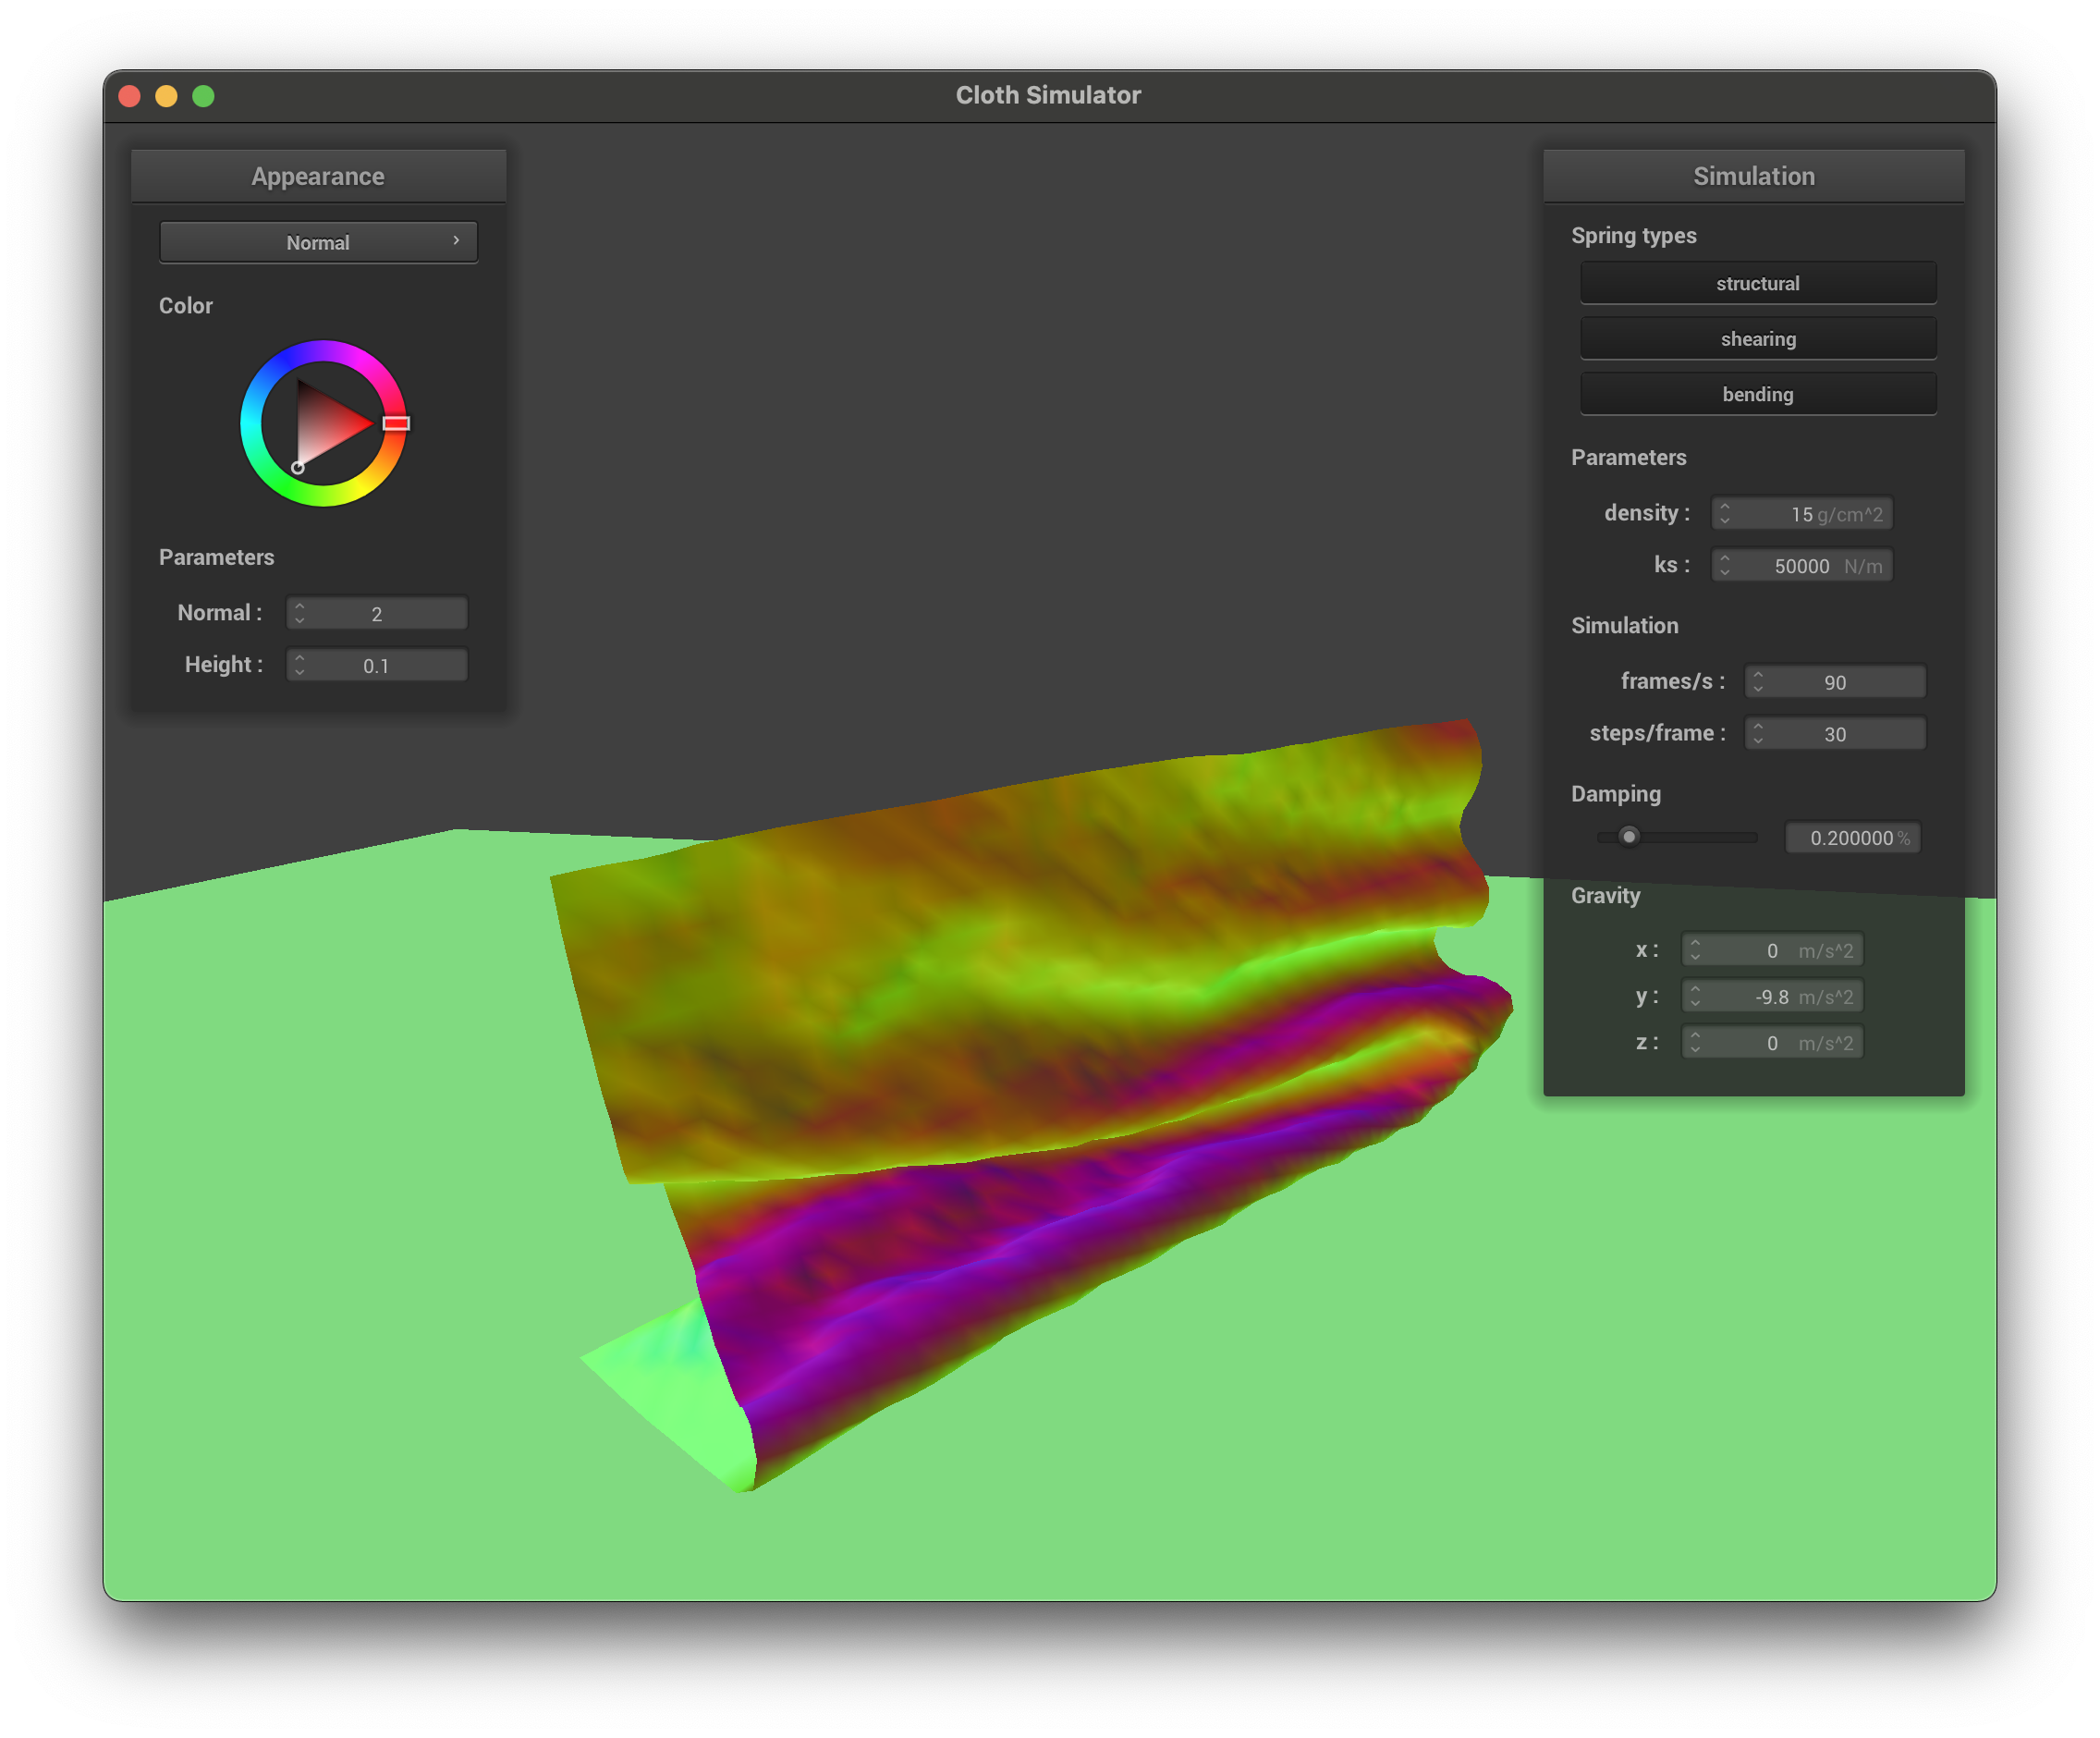 Cloth Simulator
Appearance
Normal
Color
Parameters
Normal : 2
Height : 0.1
Simulation
Spring types
structural
shearing
bending
Parameters
density : 15 g/cm^2
ks : 50000 N/m
Simulation
frames/s : 90
steps/frame : 30
Damping
0.200000 %
Gravity
x : 0 m/s^2
y : -9.8 m/s^2
z : 0 m/s^2